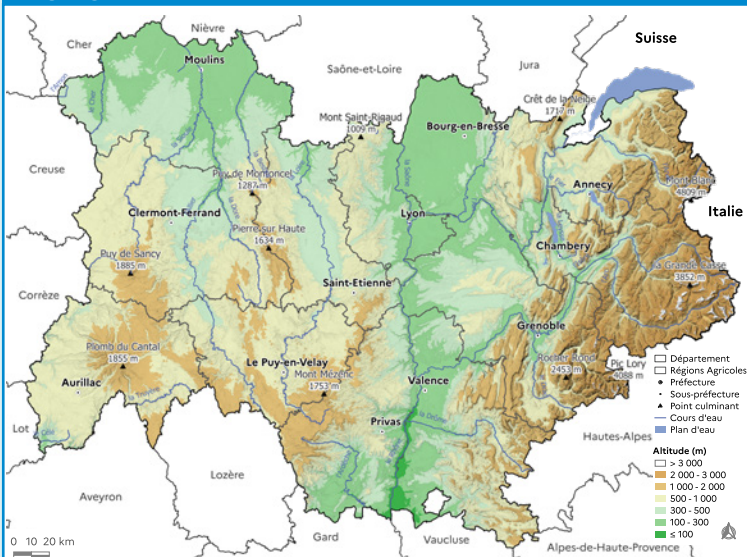 Cher
Nièvre
Saône-et-Loire
Jura
Suisse
Moulins
Crêt de la Neige
1717 m
Mont Saint-Rigaud
1009 m
Bourg-en-Bresse
Creuse
Puy de Montoncel
1287 m
Annecy
Mont Blanc
4809 m
Clermont-Ferrand
Lyon
Italie
Pierre sur Haute
1634 m
Chambery
Puy de Sancy
1885 m
la Grande Casse
3852 m
Saint-Etienne
Corrèze
Grenoble
Plomb du Cantal
1855 m
Le Puy-en-Velay
Rocher Rond
2453 m
Pic Lory
4088 m
Aurillac
Mont Mézenc
1753 m
Valence
la Truyère
Privas
la Drôme
Lot
Hautes-Alpes
Lozère
Aveyron
Gard
Vaucluse
Alpes-de-Haute-Provence
Département
Régions Agricoles
Préfecture
Sous-préfecture
Point culminant
Cours d'eau
Plan d'eau
Altitude (m)
> 3 000
2 000 - 3 000
1 000 - 2 000
500 - 1 000
300 - 500
100 - 300
≤ 100
0 10 20 km